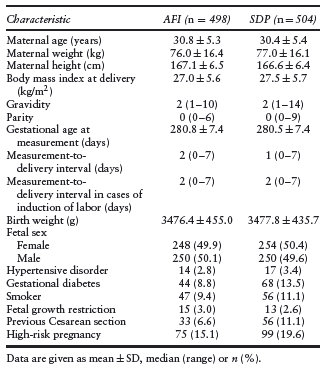 Characteristic AFI (n = 498) SDP (n = 504)
Maternal age (years) 30.8 ± 5.3 30.4 ± 5.4
Maternal weight (kg) 76.0 ± 16.4 77.0 ± 16.1
Maternal height (cm) 167.1 ± 6.5 166.6 ± 6.4
Body mass index at delivery 27.0 ± 5.6 27.5 ± 5.7
(kg/m²)
Gravidity 2 (1–10) 2 (1–14)
Parity 0 (0–6) 0 (0–9)
Gestational age at 280.8 ± 7.4 280.5 ± 7.4
measurement (days)
Measurement-to- 2 (0–7) 1 (0–7)
delivery interval (days)
Measurement-to- 2 (0–7) 2 (0–7)
delivery interval in cases of
induction of labor (days)
Birth weight (g) 3476.4 ± 455.0 3477.8 ± 435.7
Fetal sex
Female 248 (49.9) 254 (50.4)
Male 250 (50.1) 250 (49.6)
Hypertensive disorder 14 (2.8) 17 (3.4)
Gestational diabetes 44 (8.8) 68 (13.5)
Smoker 47 (9.4) 56 (11.1)
Fetal growth restriction 15 (3.0) 13 (2.6)
Previous Cesarean section 33 (6.6) 56 (11.1)
High-risk pregnancy 75 (15.1) 99 (19.6)
Data are given as mean ± SD, median (range) or n (%).